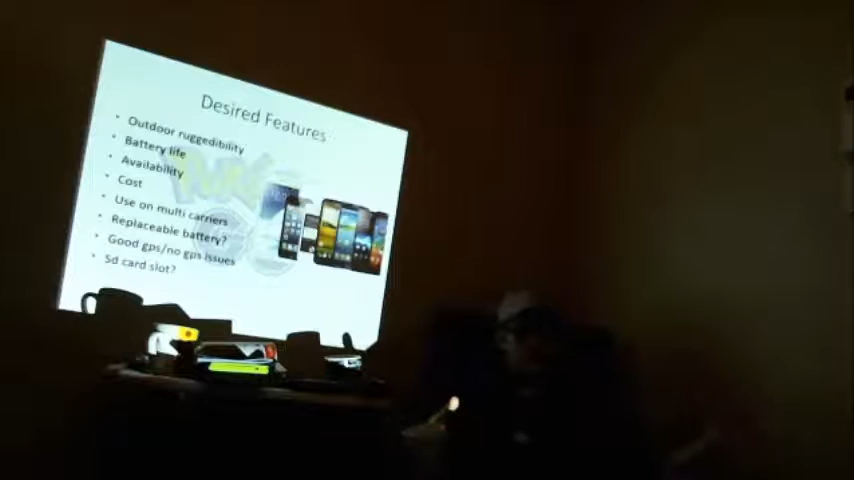 Desired Features
• Outdoor ruggedibility
• Battery life
• Availability
• Cost
• Use on multi carriers
• Replaceable battery?
• Good gps/no gps issues
• Sd card slot?